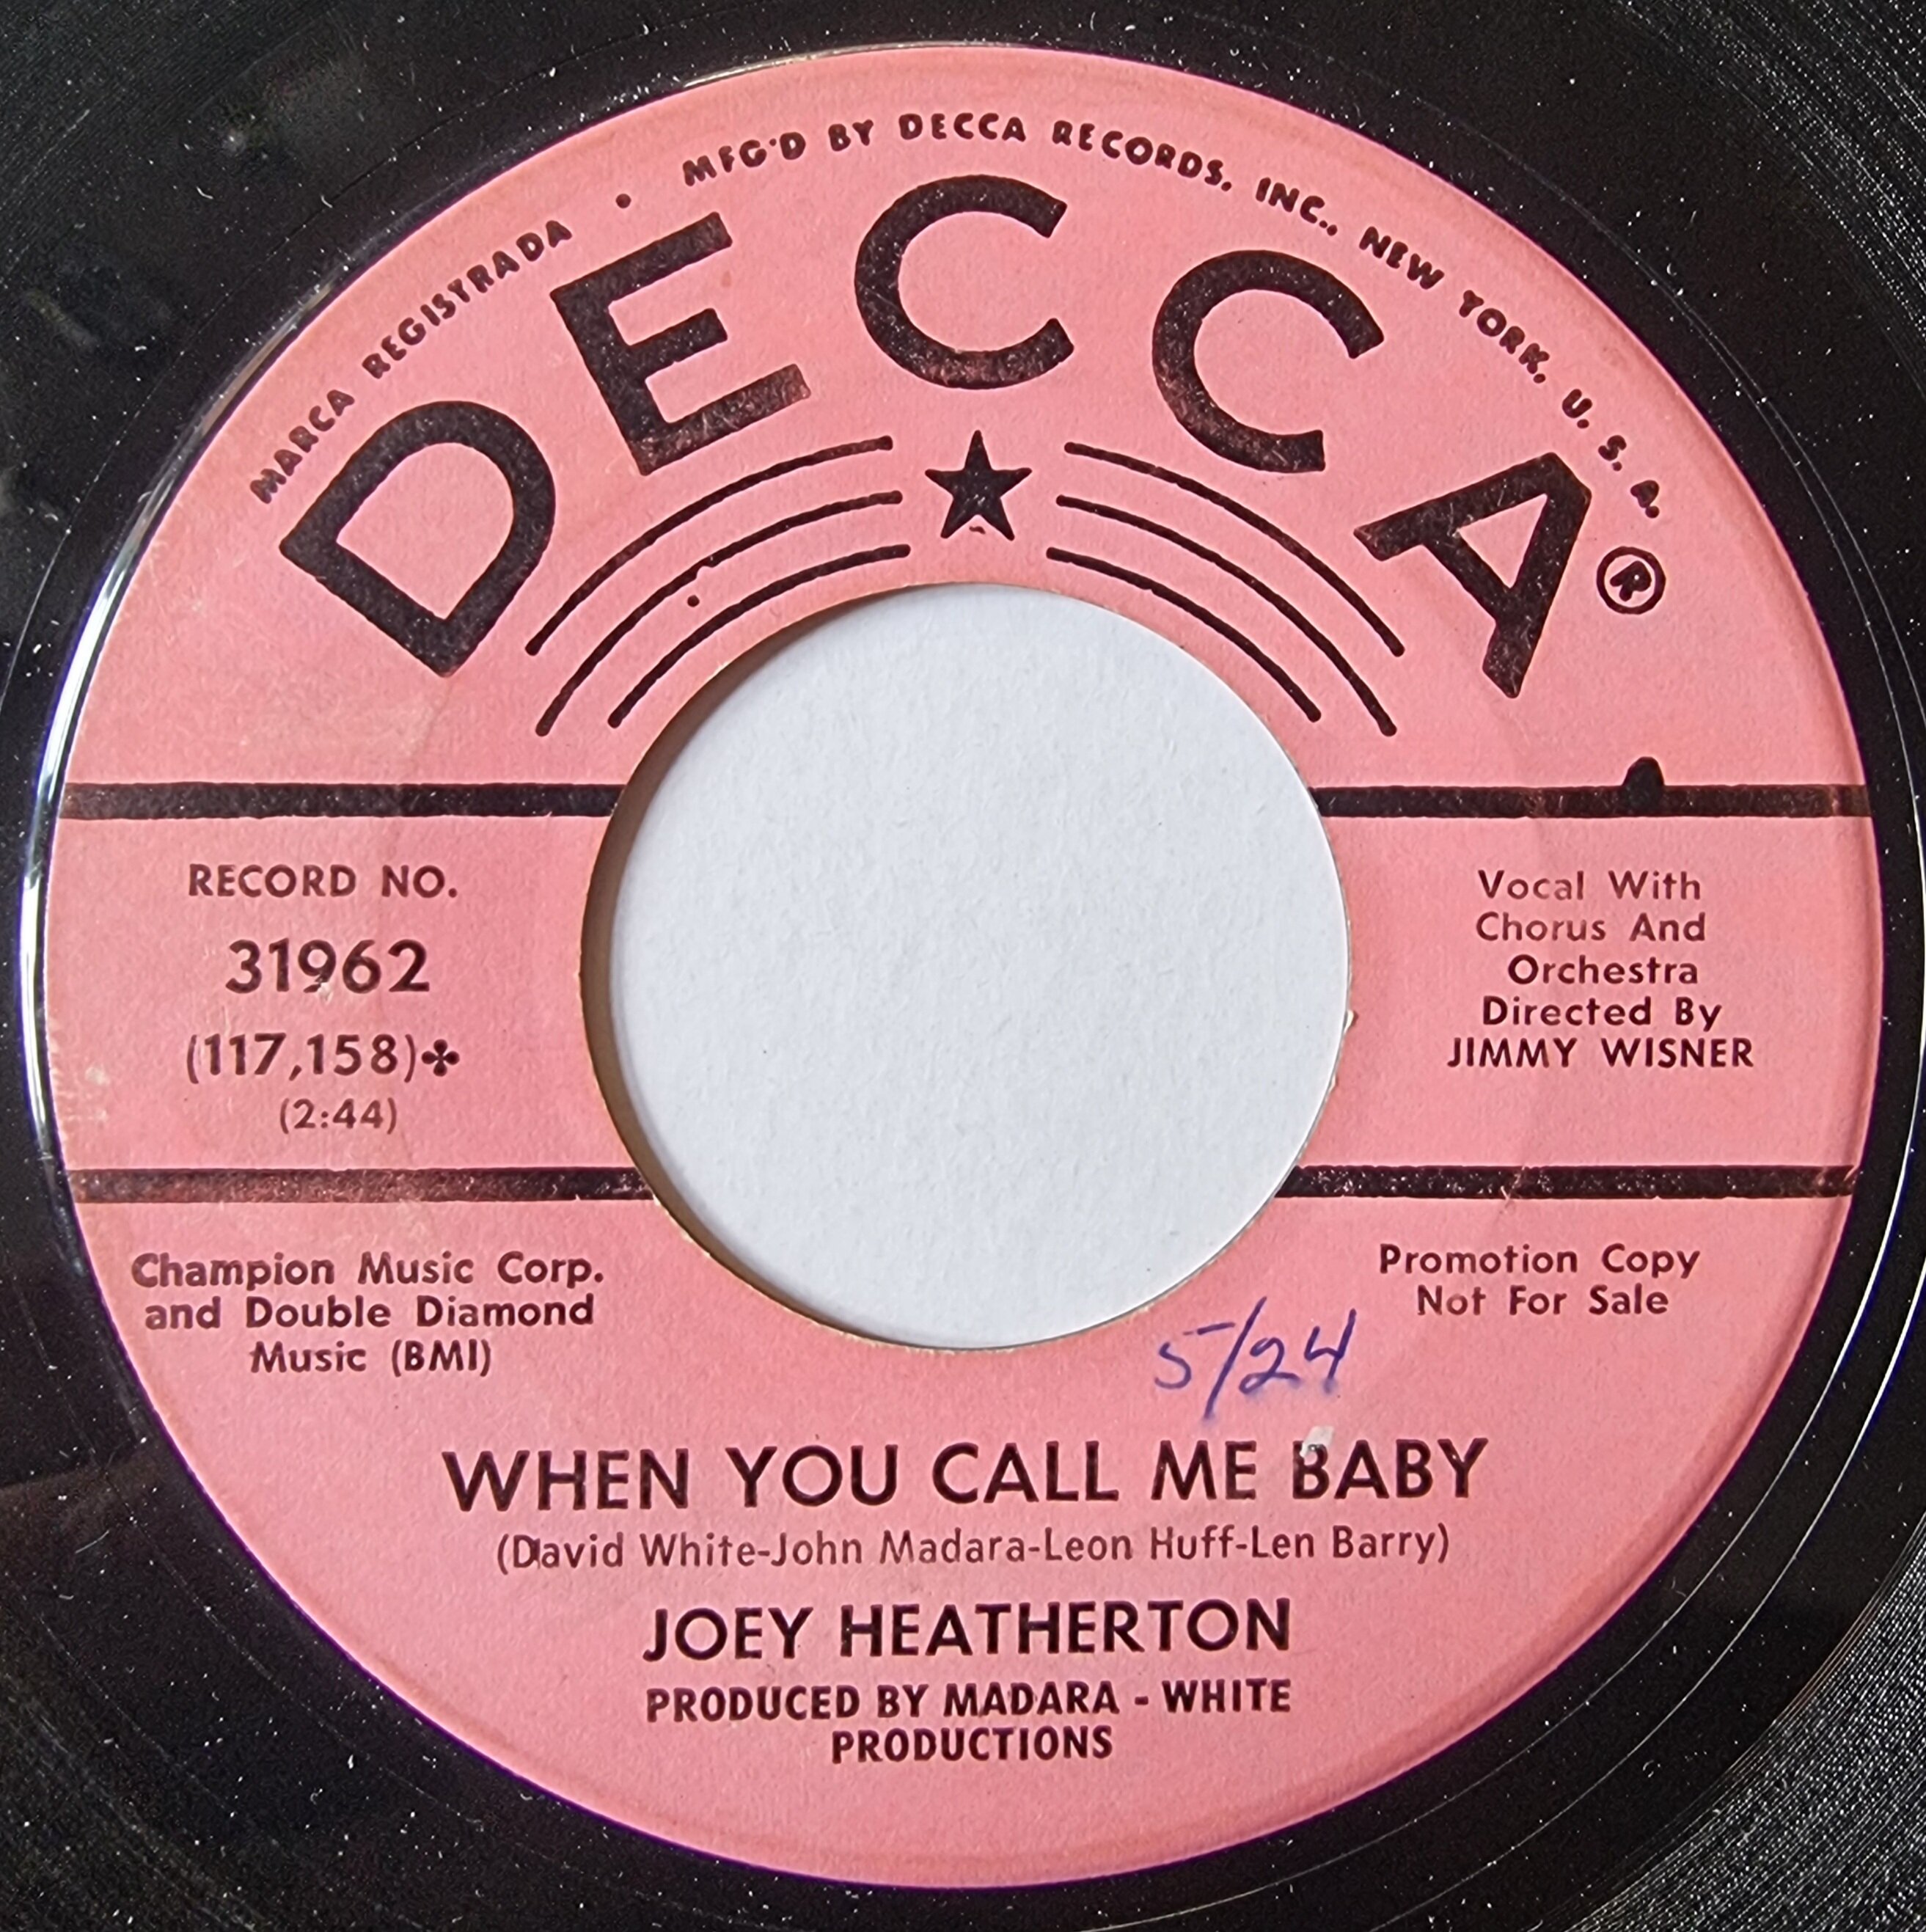 MARCA REGISTRADA • MFG'D BY DECCA RECORDS, INC., NEW YORK, U. S. A.
DECCA®
RECORD NO.
31962
(117,158)✤
(2:44)
Vocal With
Chorus And
Orchestra
Directed By
JIMMY WISNER
Champion Music Corp.
and Double Diamond
Music (BMI)
Promotion Copy
Not For Sale
5/24
WHEN YOU CALL ME BABY
(David White-John Madara-Leon Huff-Len Barry)
JOEY HEATHERTON
PRODUCED BY MADARA - WHITE
PRODUCTIONS